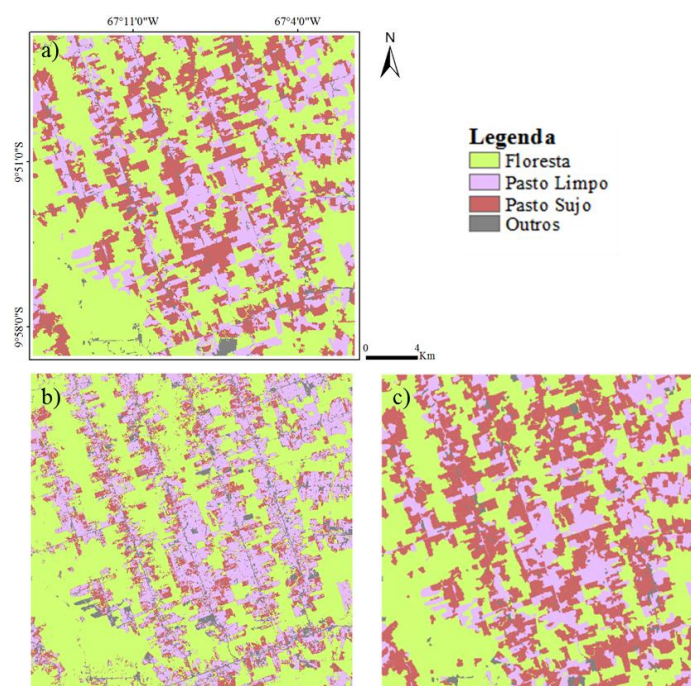 67°11'0"W 67°4'0"W
a)
N
9°51'0"S
Legenda
Floresta
Pasto Limpo
Pasto Sujo
Outros
9°58'0"S
0 4
Km
b) c)